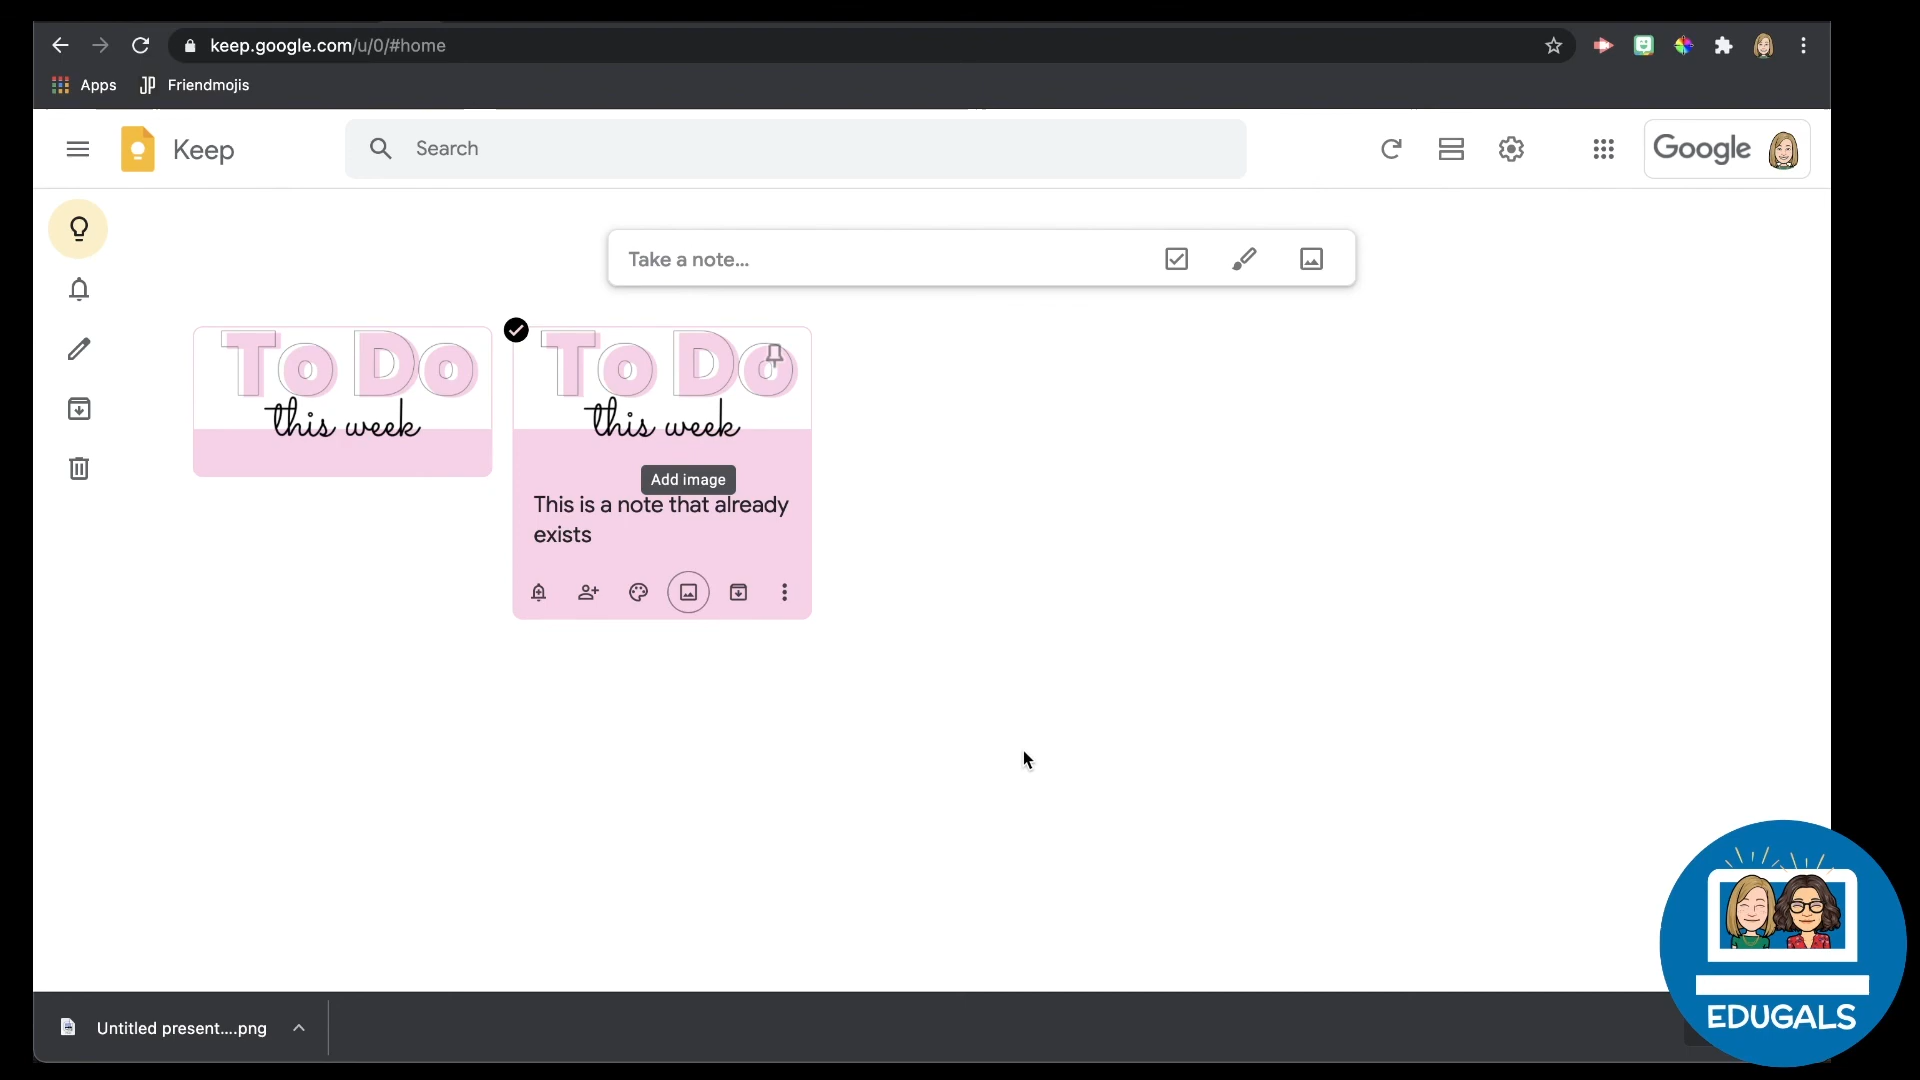 keep.google.com/u/0/#home
Apps
JP Friendmojis
Keep
Search
Google
Take a note...
To Do
this week
To Do
this week
Add image
This is a note that already
exists
Untitled present....png
EDUGALS